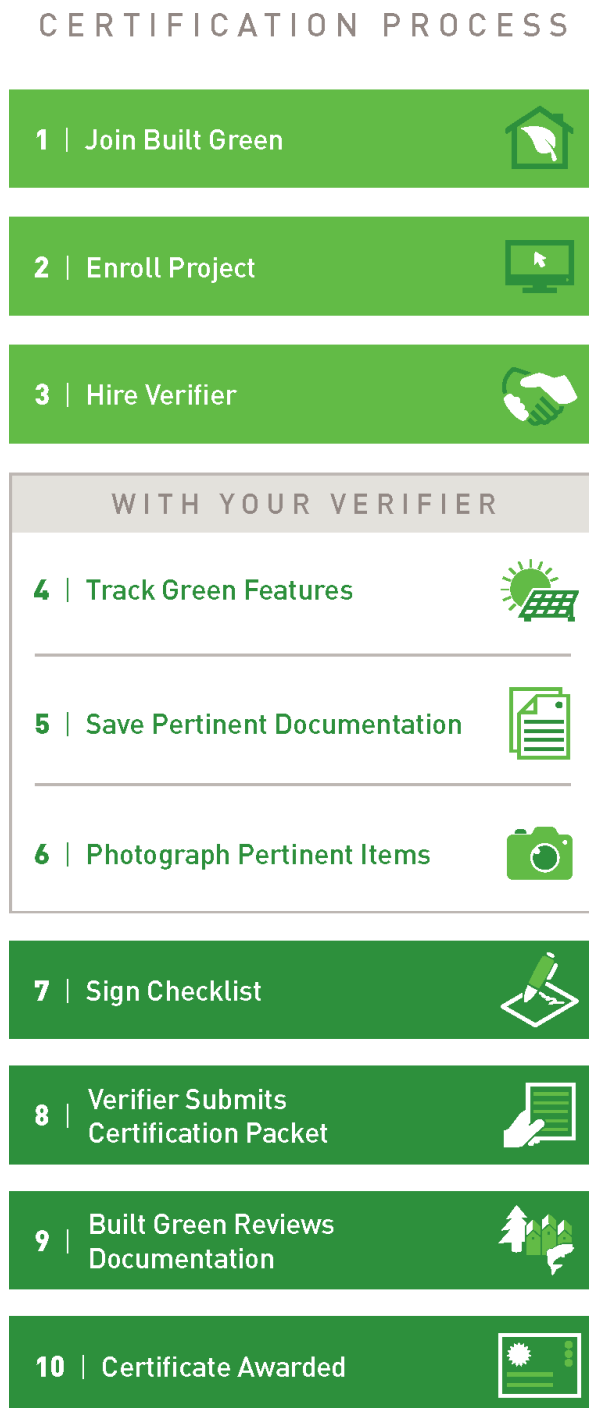 CERTIFICATION PROCESS
1 | Join Built Green
2 | Enroll Project
3 | Hire Verifier
WITH YOUR VERIFIER
4 | Track Green Features
5 | Save Pertinent Documentation
6 | Photograph Pertinent Items
7 | Sign Checklist
8 | Verifier Submits
Certification Packet
9 | Built Green Reviews
Documentation
10 | Certificate Awarded